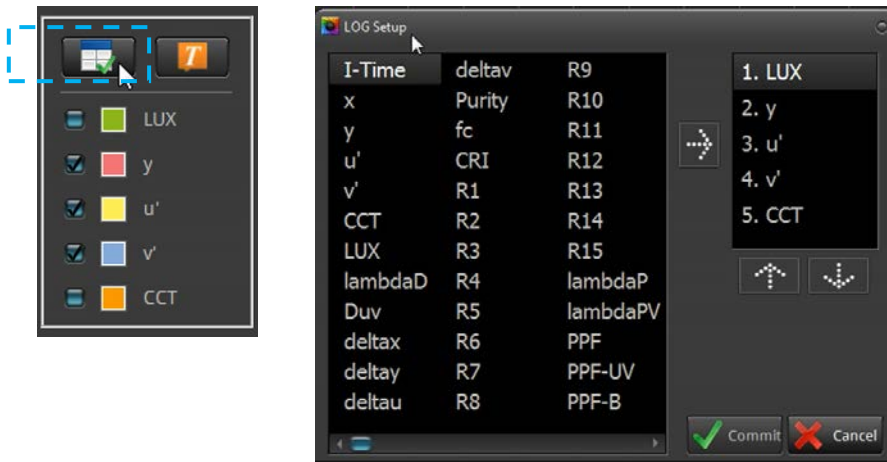 T
LUX
y
u'
v'
CCT
LOG Setup
I-Time deltav R9
x Purity R10
y fc R11
u' CRI R12
v' R1 R13
CCT R2 R14
LUX R3 R15
lambdaD R4 lambdaP
Duv R5 lambdaPV
deltax R6 PPF
deltay R7 PPF-UV
deltau R8 PPF-B
1. LUX
2. y
3. u'
4. v'
5. CCT
Commit Cancel